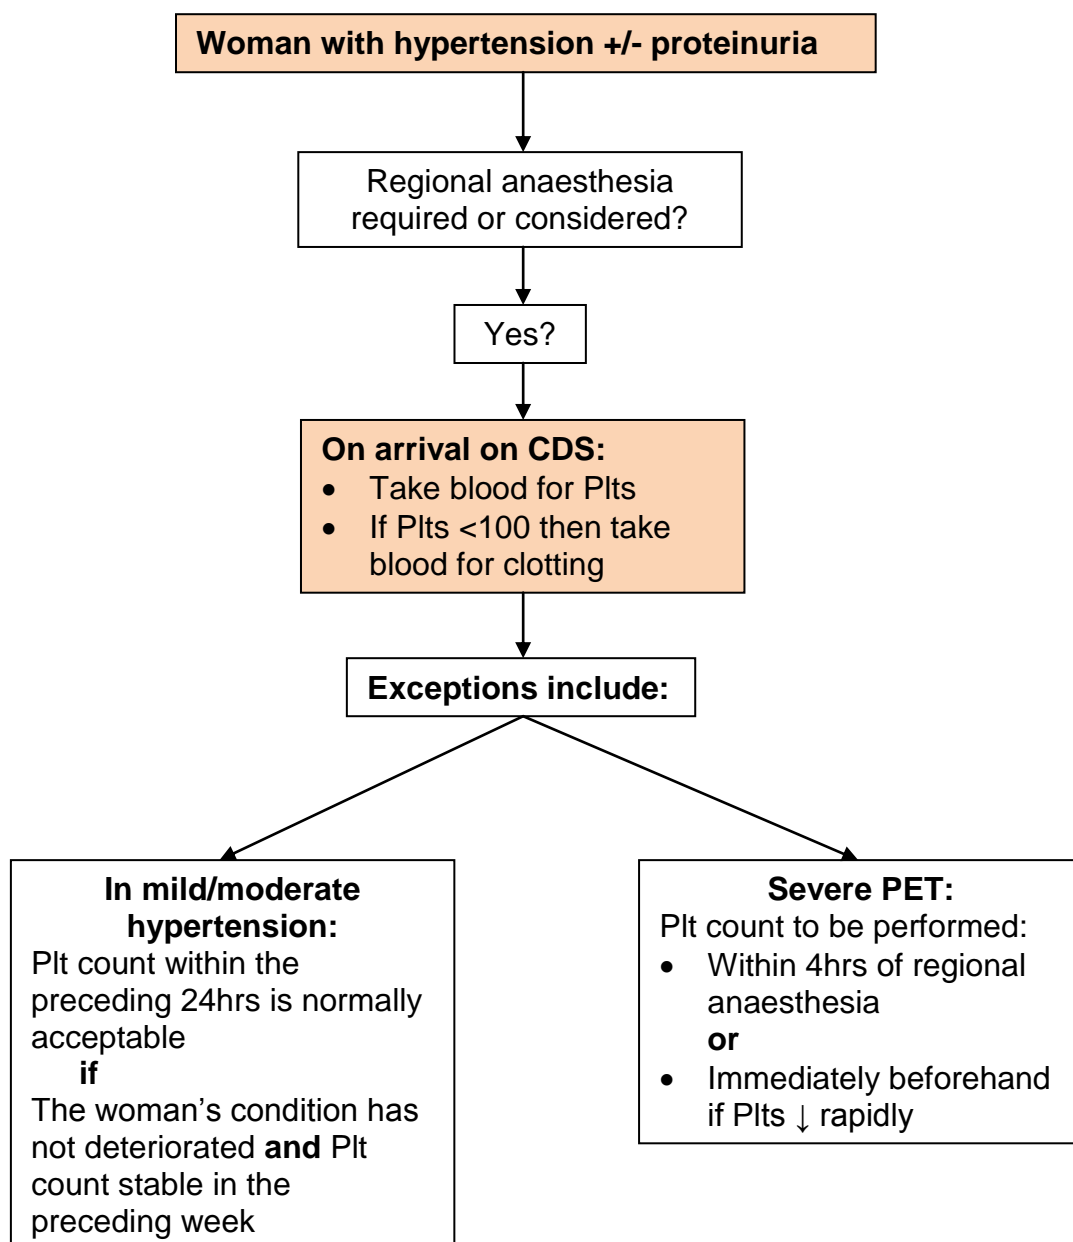 Woman with hypertension +/- proteinuria
Regional anaesthesia
required or considered?
Yes?
On arrival on CDS:
• Take blood for Plts
• If Plts <100 then take
blood for clotting
Exceptions include:
In mild/moderate
hypertension:
Plt count within the
preceding 24hrs is normally
acceptable
if
The woman’s condition has
not deteriorated and Plt
count stable in the
preceding week
Severe PET:
Plt count to be performed:
• Within 4hrs of regional
anaesthesia
or
• Immediately beforehand
if Plts ↓ rapidly